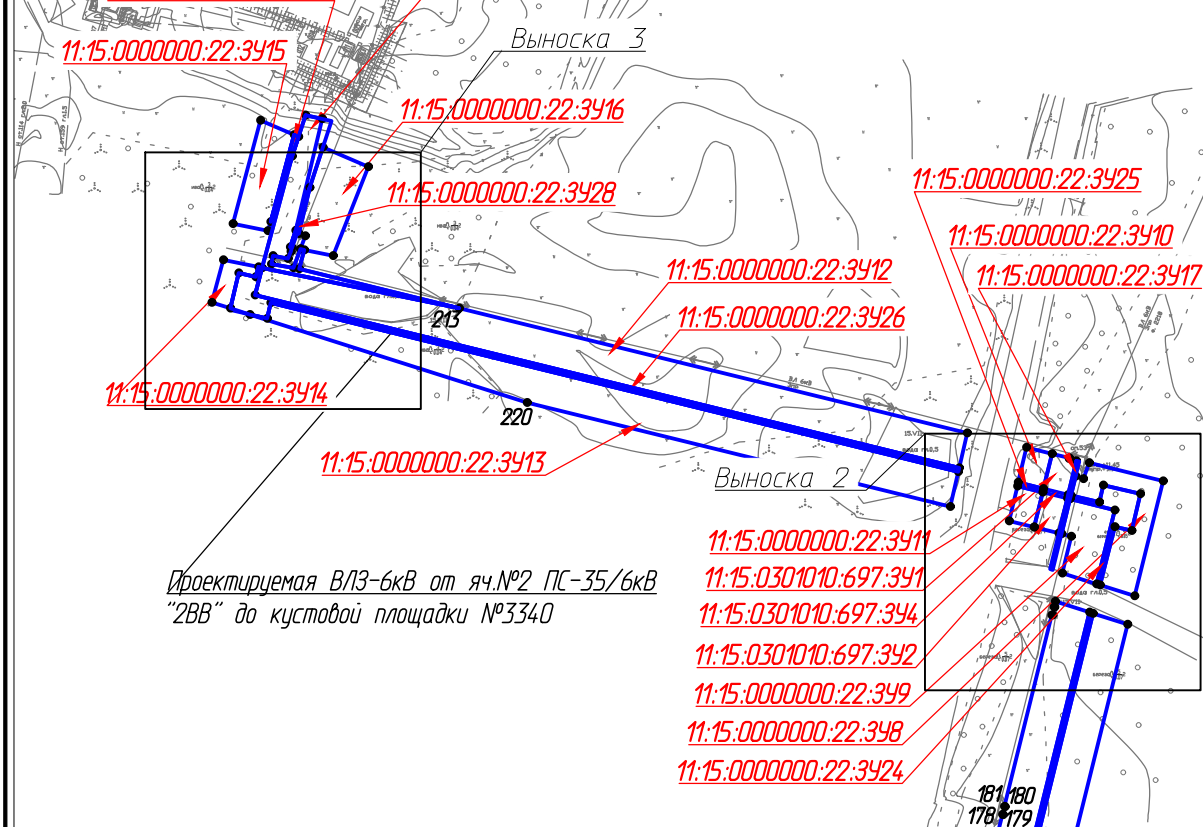 Выноска 3
11:15:0000000:22:ЗУ15
11:15:0000000:22:ЗУ16
11:15:0000000:22:ЗУ28
11:15:0000000:22:ЗУ25
11:15:0000000:22:ЗУ10
11:15:0000000:22:ЗУ12
11:15:0000000:22:ЗУ17
213
11:15:0000000:22:ЗУ26
11:15:0000000:22:ЗУ14
220
11:15:0000000:22:ЗУ13
Выноска 2
11:15:0000000:22:ЗУ11
11:15:0301010:697:ЗУ1
Проектируемая ВЛЗ-6кВ от яч.№2 ПС-35/6кВ
"2ВВ" до кустовой площадки №3340
11:15:0301010:697:ЗУ4
11:15:0301010:697:ЗУ2
11:15:0000000:22:ЗУ9
11:15:0000000:22:ЗУ8
11:15:0000000:22:ЗУ24
181 180
178 179